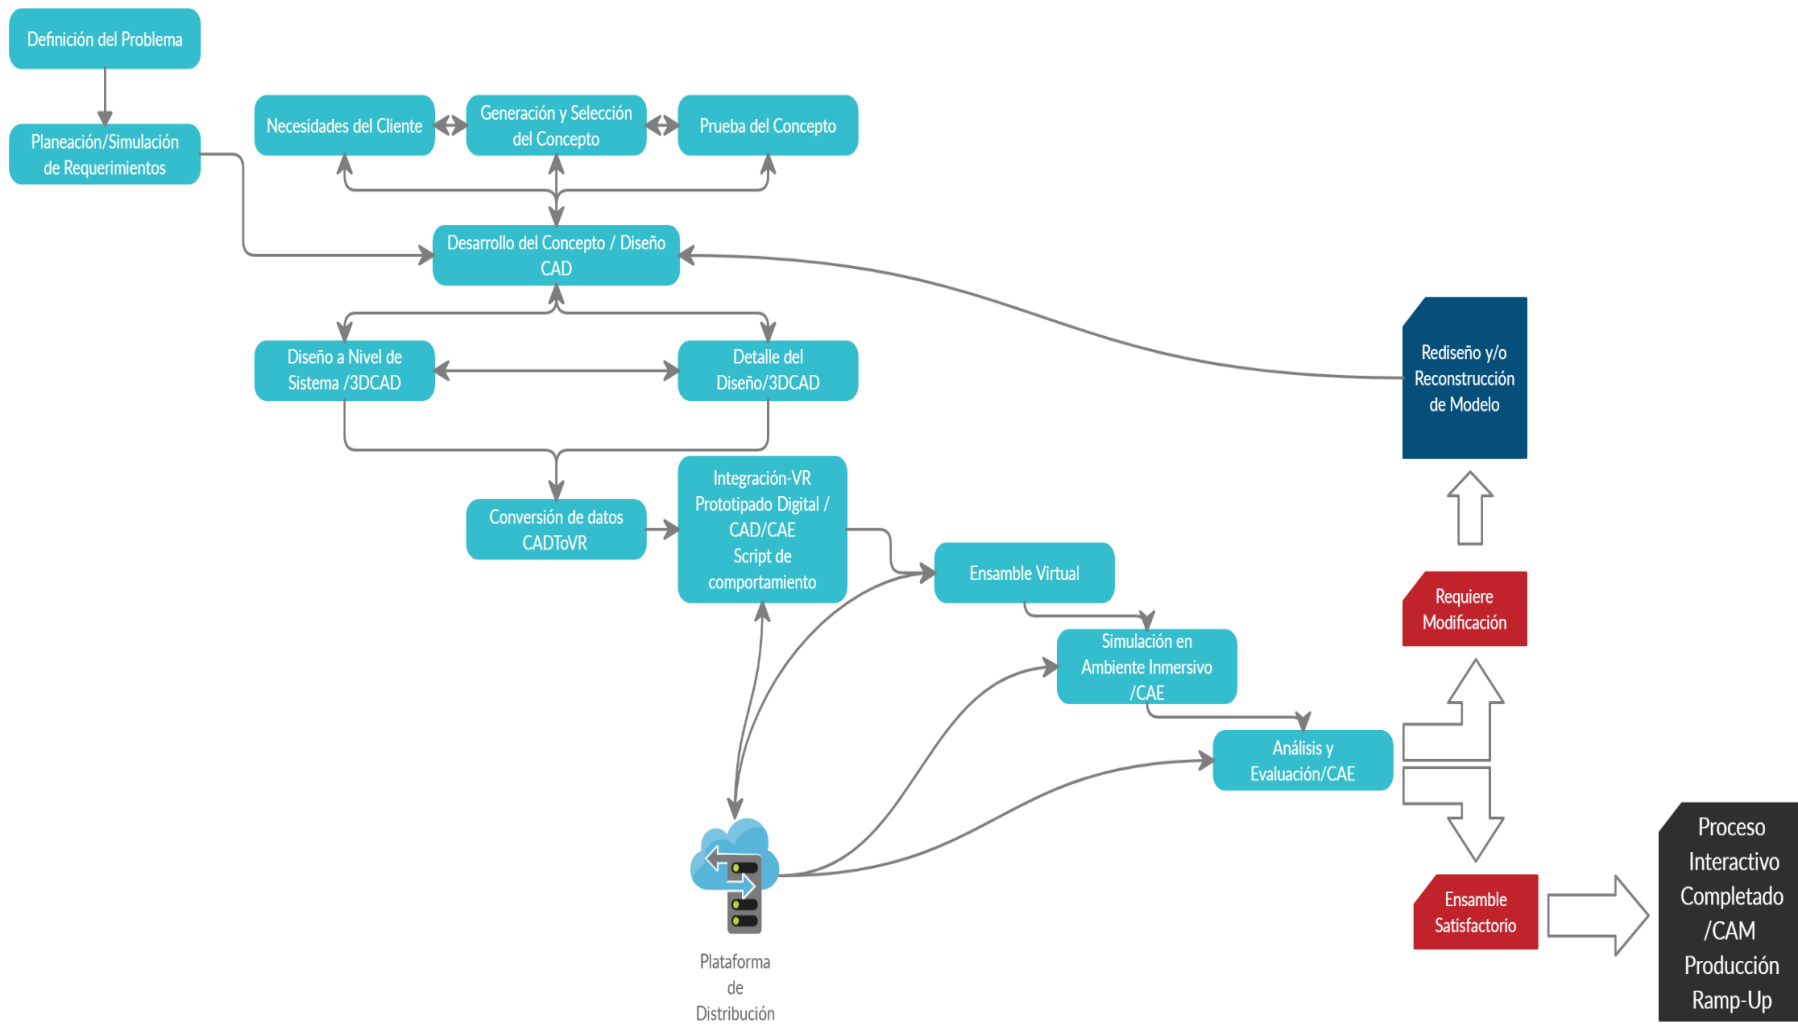 Definición del Problema
Planeación/Simulación
de Requerimientos
Necesidades del Cliente
Generación y Selección
del Concepto
Prueba del Concepto
Desarrollo del Concepto / Diseño
CAD
Diseño a Nivel de
Sistema /3DCAD
Detalle del
Diseño/3DCAD
Conversión de datos
CADToVR
Integración-VR
Prototipado Digital /
CAD/CAE
Script de
comportamiento
Ensamble Virtual
Simulación en
Ambiente Inmersivo
/CAE
Análisis y
Evaluación/CAE
Rediseño y/o
Reconstrucción
de Modelo
Requiere
Modificación
Ensamble
Satisfactorio
Proceso
Interactivo
Completado
/CAM
Producción
Ramp-Up
Plataforma
de
Distribución